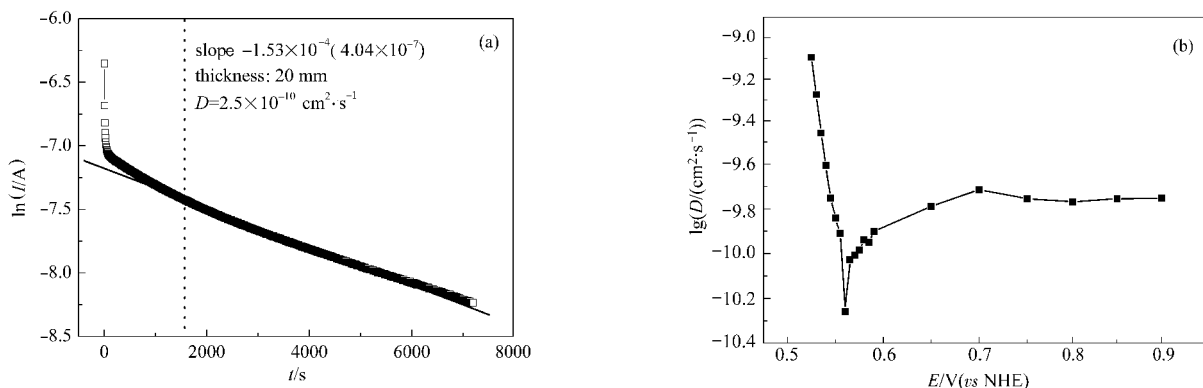 (a)
slope −1.53×10⁻⁴(4.04×10⁻⁷)
thickness: 20 mm
D=2.5×10⁻¹⁰ cm²·s⁻¹
ln(I/A)
−6.0
−6.5
−7.0
−7.5
−8.0
−8.5
0 2000 4000 6000 8000
t/s
(b)
lg(D/(cm²·s⁻¹))
−9.0
−9.2
−9.4
−9.6
−9.8
−10.0
−10.2
−10.4
0.5 0.6 0.7 0.8 0.9
E/V(vs NHE)